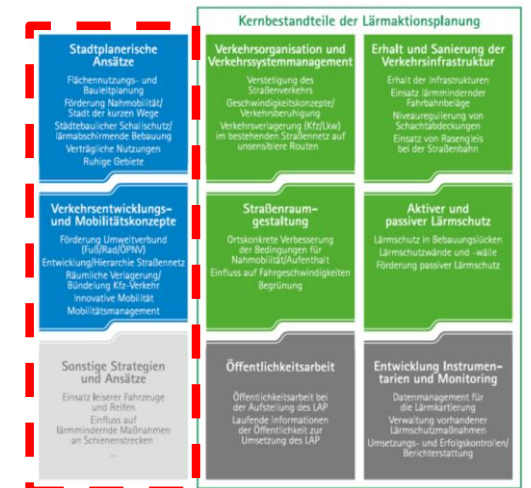 Kernbestandteile der Lärmaktionsplanung
Stadtplanerische
Ansätze
Flächennutzungs- und
Bauleitplanung
Förderung Nahmobilität/
Stadt der kurzen Wege
Städtebaulicher Schallschutz/
lärmabschirmende Bebauung
Verträgliche Nutzungen
Ruhige Gebiete
Verkehrsorganisation und
Verkehrssystemmanagement
Verstetigung des
Straßenverkehrs
Geschwindigkeitskonzepte/
Verkehrsberuhigung
Verkehrsverlagerung (Kfz/Lkw)
im bestehenden Straßennetz auf
unsensible Routen
Erhalt und Sanierung der
Verkehrsinfrastruktur
Erhalt der Infrastrukturen
Einsatz lärmmindernder
Fahrbahnbeläge
Niveauregulierung von
Schachtabdeckungen
Einsatz von Rasengleis
bei der Straßenbahn
Verkehrsentwicklungs-
und Mobilitätskonzepte
Förderung Umweltverbund
(Fuß/Rad/ÖPNV)
Entwicklung/Hierarchie Straßennetz
Räumliche Verlagerung/
Bündelung Kfz-Verkehr
Innovative Mobilität
Mobilitätsmanagement
Straßenraum-
gestaltung
Ortskonkrete Verbesserung
der Bedingungen für
Nahmobilität/Aufenthalt
Einfluss auf Fahrgeschwindigkeiten
Begrünung
Aktiver und
passiver Lärmschutz
Lärmschutz in Bebauungslücken
Lärmschutzwände und -wälle
Förderung passiver Lärmschutz
Sonstige Strategien
und Ansätze
Einsatz leiserer Fahrzeuge
und Reifen
Einfluss auf
lärmmindernde Maßnahmen
an Schienenstrecken
...
Öffentlichkeitsarbeit
Öffentlichkeitsarbeit bei
der Aufstellung des LAP
Laufende Informationen
der Öffentlichkeit zur
Umsetzung des LAP
Entwicklung Instrumen-
tarien und Monitoring
Datenmanagement für
die Lärmkartierung
Verwaltung vorhandener
Lärmschutzmaßnahmen
Umsetzungs- und Erfolgskontrollen/
Berichterstattung